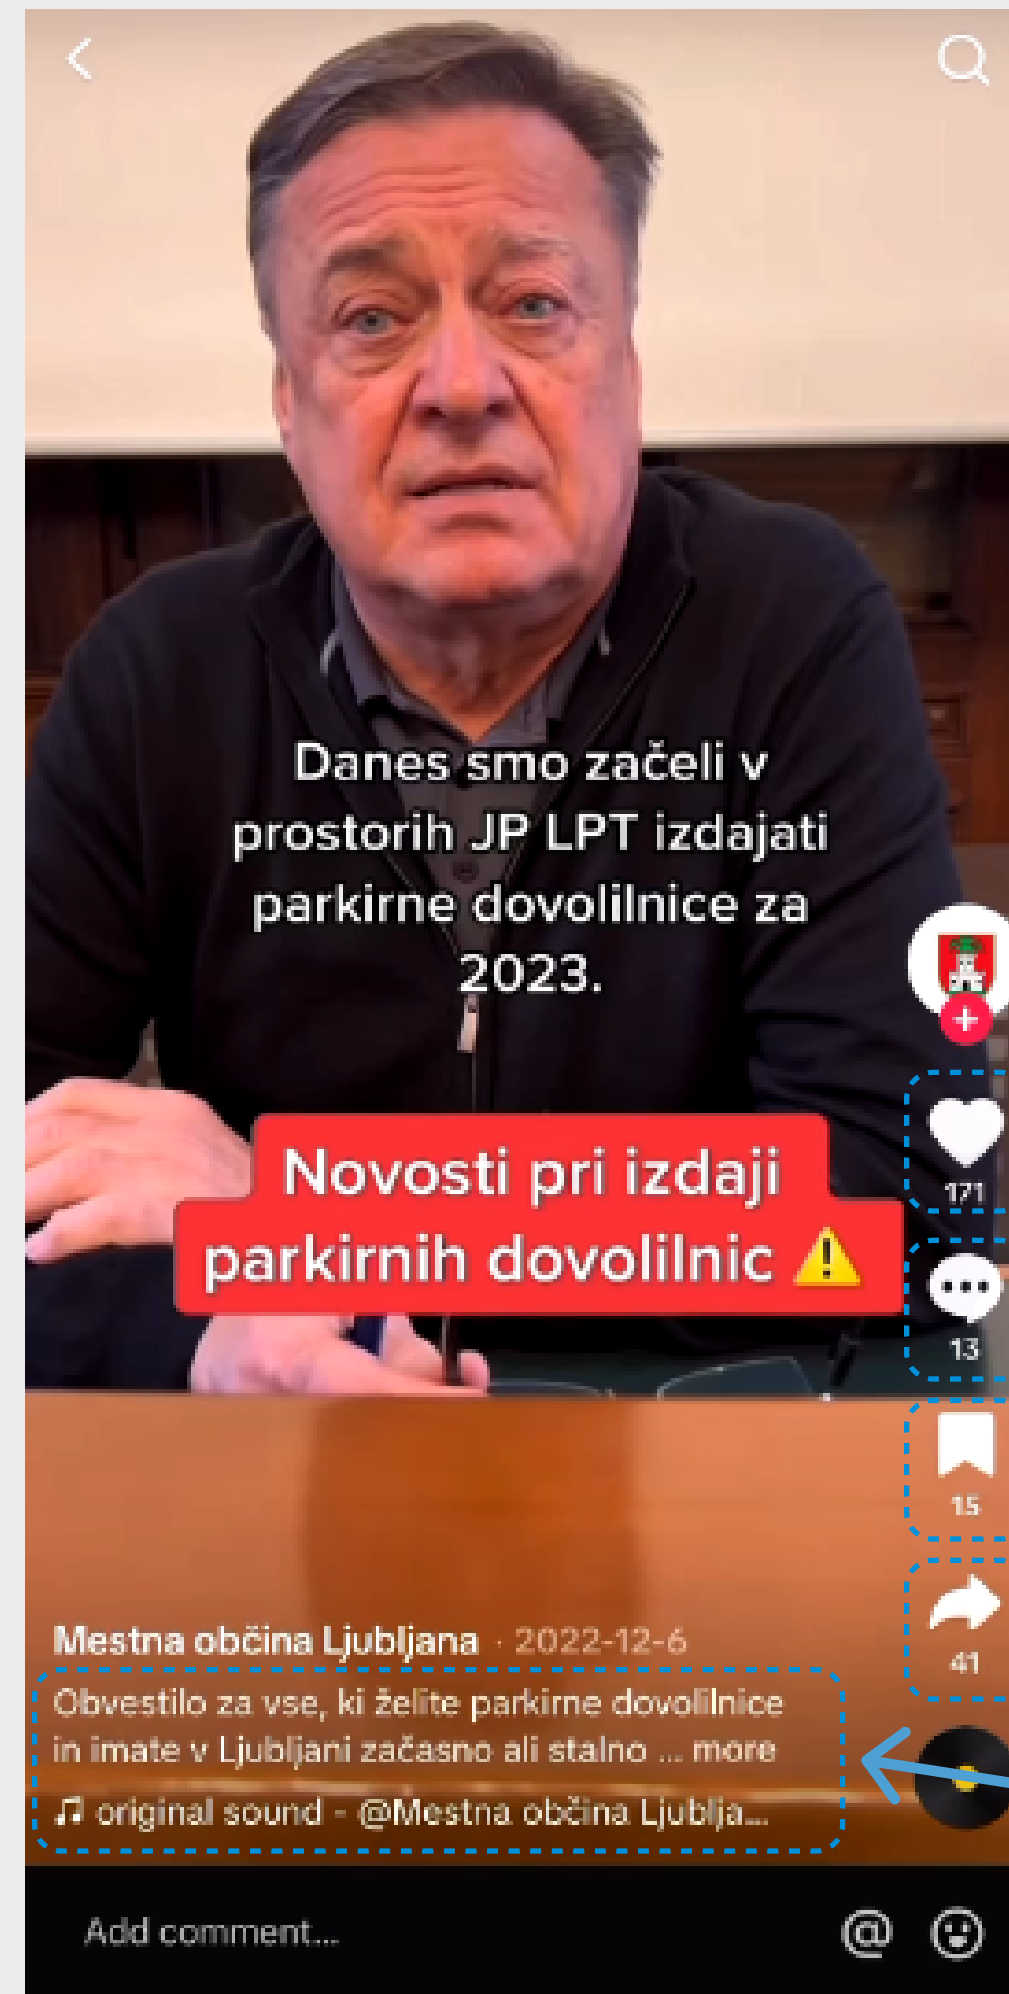 Danes smo začeli v
prostorih JP LPT izdajati
parkirne dovolilnice za
2023.
Novosti pri izdaji
parkirnih dovolilnic ⚠️
171
13
15
41
Mestna občina Ljubljana · 2022-12-6
Obvestilo za vse, ki želite parkirne dovolilnice
in imate v Ljubljani začasno ali stalno ... more
♫ original sound - @Mestna občina Ljublja...
Add comment...
@